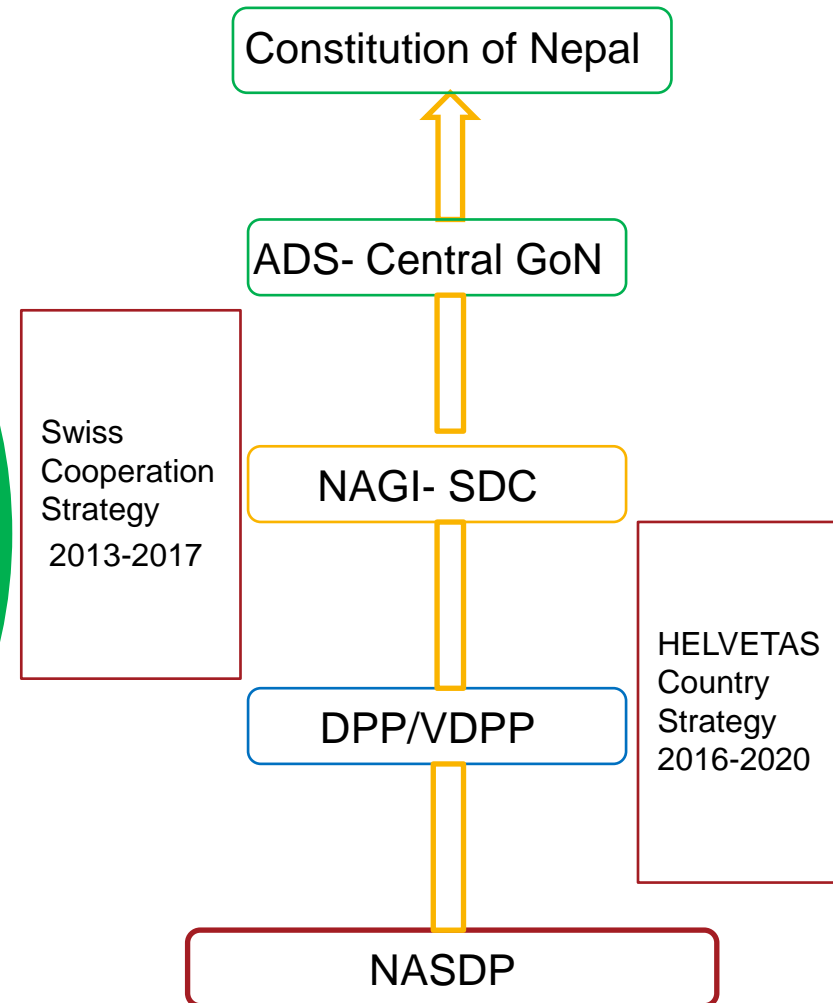 Constitution of Nepal
ADS- Central GoN
Swiss
Cooperation
Strategy
2013-2017
NAGI- SDC
HELVETAS
Country
Strategy
2016-2020
DPP/VDPP
NASDP